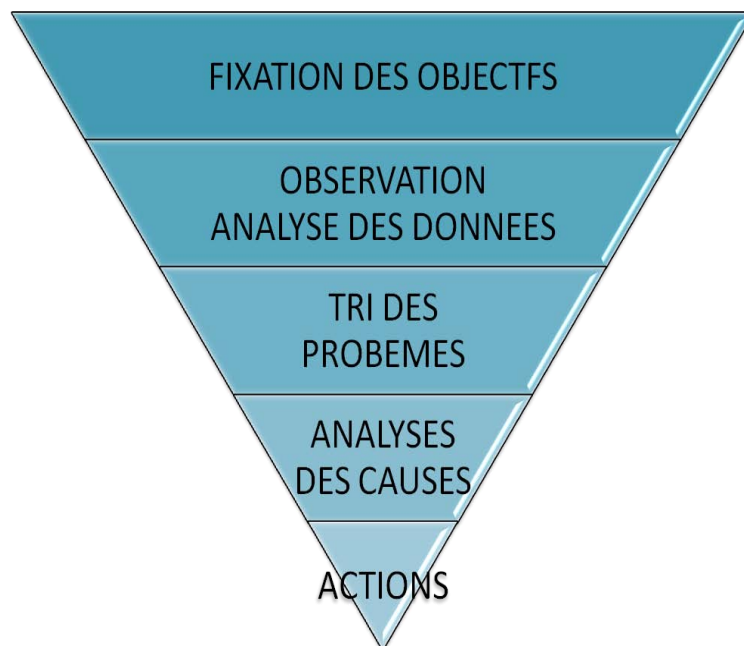 FIXATION DES OBJECTFS
OBSERVATION
ANALYSE DES DONNEES
TRI DES
PROBEMES
ANALYSES
DES CAUSES
ACTIONS